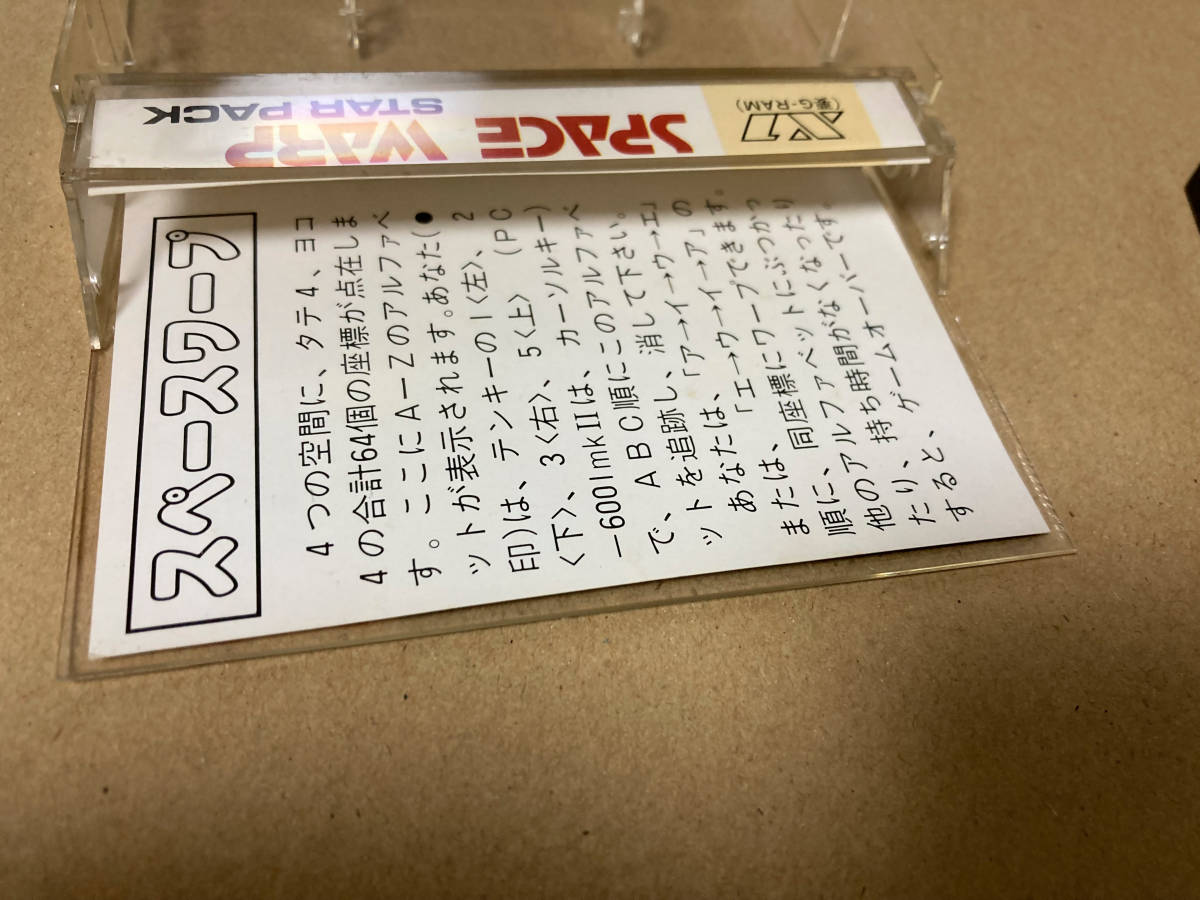 X1
(要G-RAM)
SPACE WARP
STAR PACK
スペースワープ
4つの空間に、タテ4、ヨコ
4の合計64個の座標が点在しま
す。ここにA－Zのアルファベ
ットが表示されます。あなた(●
印)は、テンキーの1〈左〉、2
〈下〉、3〈右〉、5〈上〉 (PC
－6001mkⅡは、カーソルキー)
で、ABC順にこのアルファベ
ットを追跡し、消して下さい。
あなたは、「ア→イ→ウ→エ」
または、「エ→ウ→イ→ア」の
順に、同座標にワープできます。
他のアルファベットにぶつかっ
たり、持ち時間がなくなったり
すると、ゲームオーバーです。